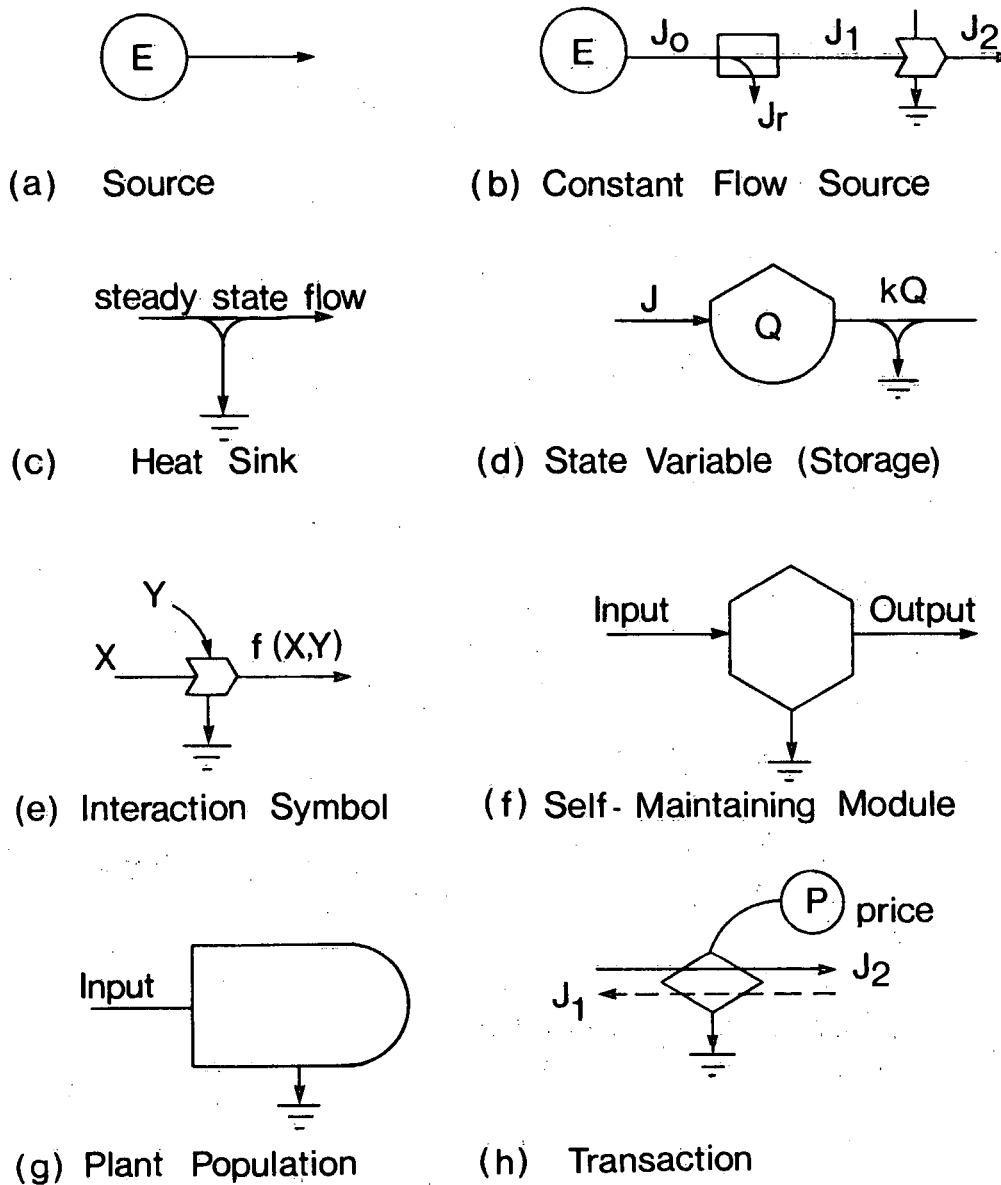 E
E J₀ J₁ J₂
Jr
(a) Source
(b) Constant Flow Source
steady state flow
J Q kQ
(c) Heat Sink
(d) State Variable (Storage)
Y
X f (X,Y)
Input Output
(e) Interaction Symbol
(f) Self-Maintaining Module
P price
Input
J₂
J₁
(g) Plant Population
(h) Transaction